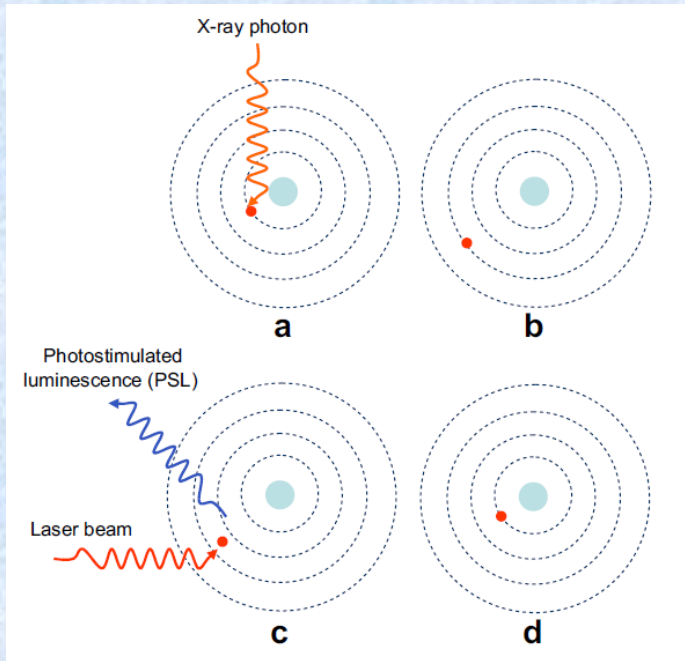 X-ray photon
a
b
Photostimulated
luminescence (PSL)
Laser beam
c
d